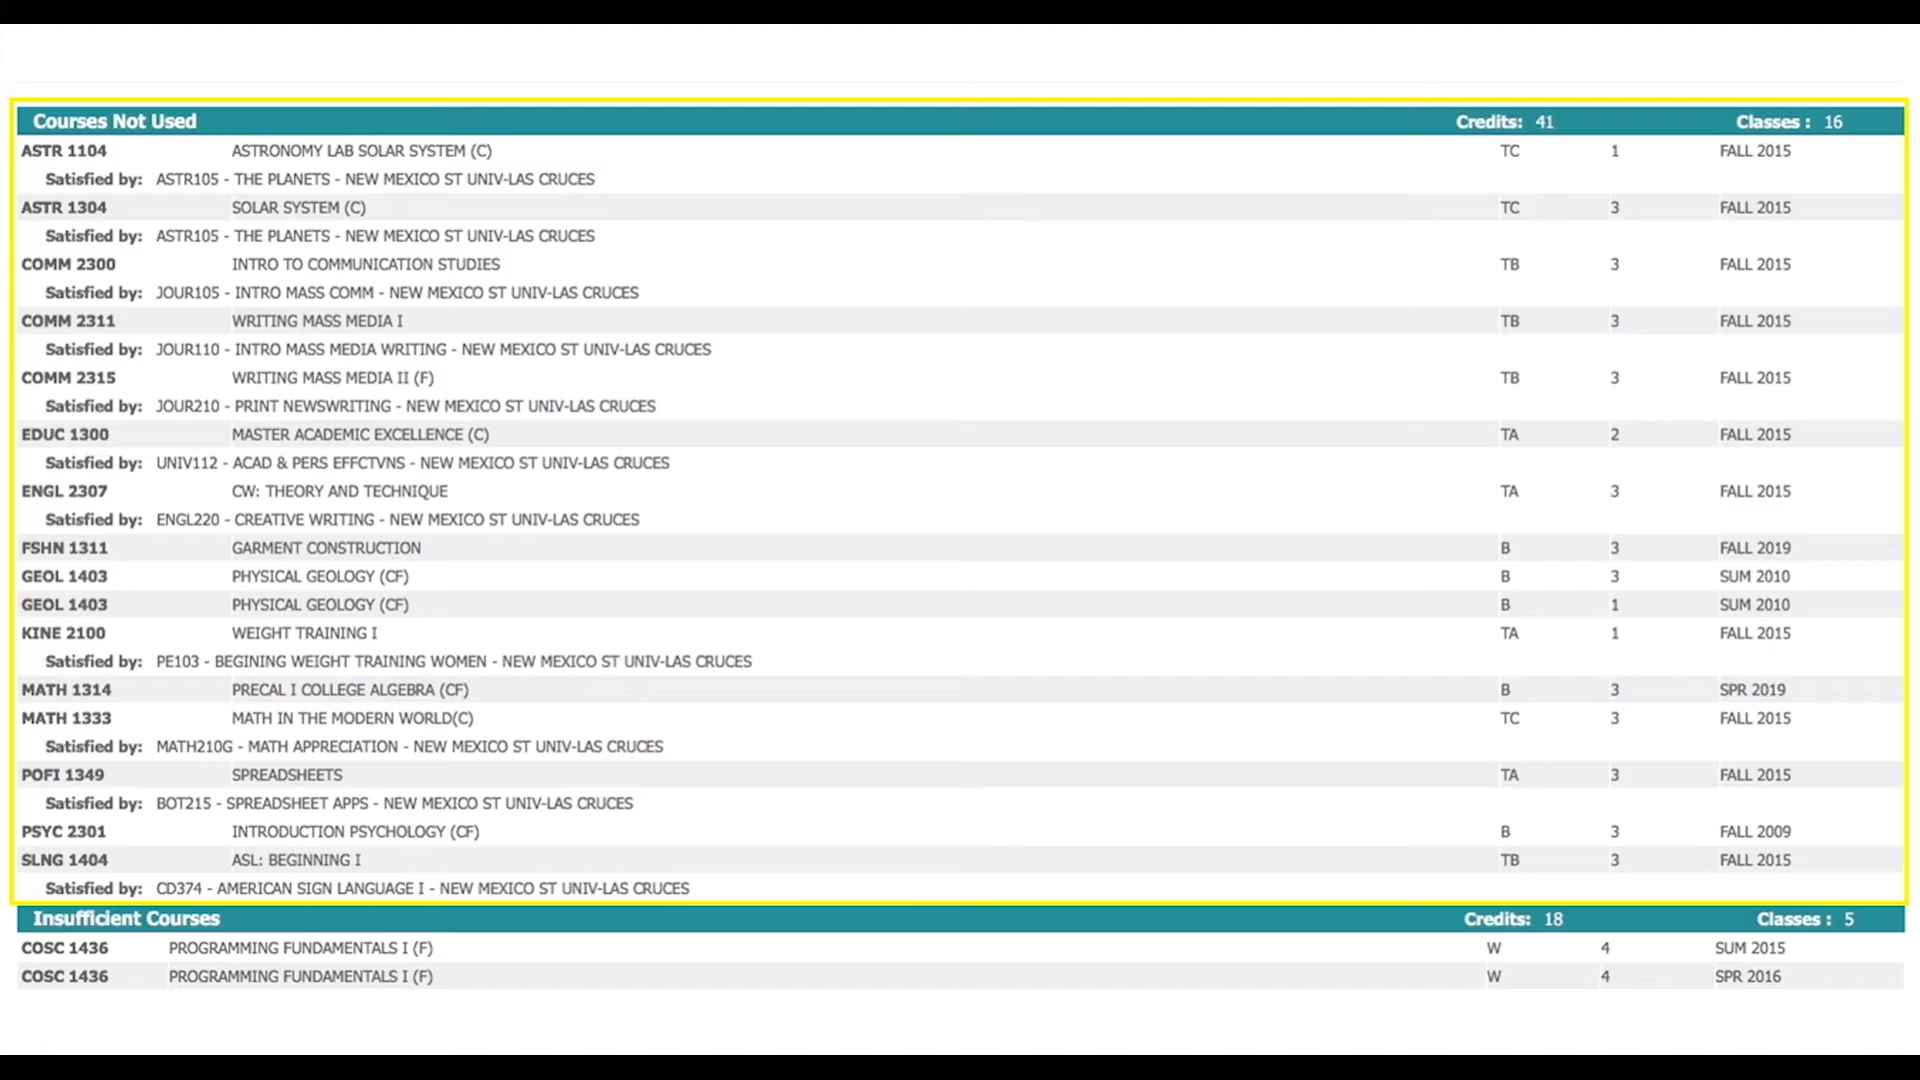 Courses Not Used Credits: 41 Classes : 16
ASTR 1104 ASTRONOMY LAB SOLAR SYSTEM (C) TC 1 FALL 2015
Satisfied by: ASTR105 - THE PLANETS - NEW MEXICO ST UNIV-LAS CRUCES
ASTR 1304 SOLAR SYSTEM (C) TC 3 FALL 2015
Satisfied by: ASTR105 - THE PLANETS - NEW MEXICO ST UNIV-LAS CRUCES
COMM 2300 INTRO TO COMMUNICATION STUDIES TB 3 FALL 2015
Satisfied by: JOUR105 - INTRO MASS COMM - NEW MEXICO ST UNIV-LAS CRUCES
COMM 2311 WRITING MASS MEDIA I TB 3 FALL 2015
Satisfied by: JOUR110 - INTRO MASS MEDIA WRITING - NEW MEXICO ST UNIV-LAS CRUCES
COMM 2315 WRITING MASS MEDIA II (F) TB 3 FALL 2015
Satisfied by: JOUR210 - PRINT NEWSWRITING - NEW MEXICO ST UNIV-LAS CRUCES
EDUC 1300 MASTER ACADEMIC EXCELLENCE (C) TA 2 FALL 2015
Satisfied by: UNIV112 - ACAD & PERS EFFCTVNS - NEW MEXICO ST UNIV-LAS CRUCES
ENGL 2307 CW: THEORY AND TECHNIQUE TA 3 FALL 2015
Satisfied by: ENGL220 - CREATIVE WRITING - NEW MEXICO ST UNIV-LAS CRUCES
FSHN 1311 GARMENT CONSTRUCTION B 3 FALL 2019
GEOL 1403 PHYSICAL GEOLOGY (CF) B 3 SUM 2010
GEOL 1403 PHYSICAL GEOLOGY (CF) B 1 SUM 2010
KINE 2100 WEIGHT TRAINING I TA 1 FALL 2015
Satisfied by: PE103 - BEGINING WEIGHT TRAINING WOMEN - NEW MEXICO ST UNIV-LAS CRUCES
MATH 1314 PRECAL I COLLEGE ALGEBRA (CF) B 3 SPR 2019
MATH 1333 MATH IN THE MODERN WORLD(C) TC 3 FALL 2015
Satisfied by: MATH210G - MATH APPRECIATION - NEW MEXICO ST UNIV-LAS CRUCES
POFI 1349 SPREADSHEETS TA 3 FALL 2015
Satisfied by: BOT215 - SPREADSHEET APPS - NEW MEXICO ST UNIV-LAS CRUCES
PSYC 2301 INTRODUCTION PSYCHOLOGY (CF) B 3 FALL 2009
SLNG 1404 ASL: BEGINNING I TB 3 FALL 2015
Satisfied by: CD374 - AMERICAN SIGN LANGUAGE I - NEW MEXICO ST UNIV-LAS CRUCES
Insufficient Courses Credits: 18 Classes : 5
COSC 1436 PROGRAMMING FUNDAMENTALS I (F) W 4 SUM 2015
COSC 1436 PROGRAMMING FUNDAMENTALS I (F) W 4 SPR 2016